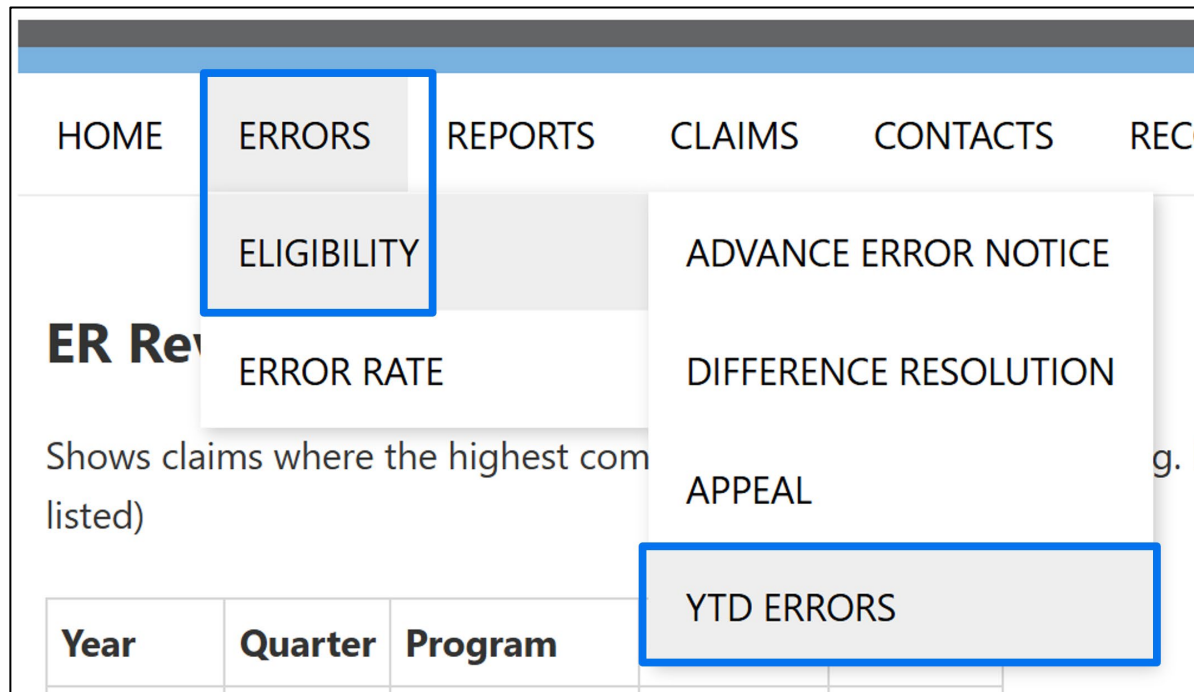 HOME ERRORS REPORTS CLAIMS CONTACTS
ELIGIBILITY
ERROR RATE
ADVANCE ERROR NOTICE
DIFFERENCE RESOLUTION
APPEAL
YTD ERRORS
ER
Shows claims where the highest
listed)
Year Quarter Program